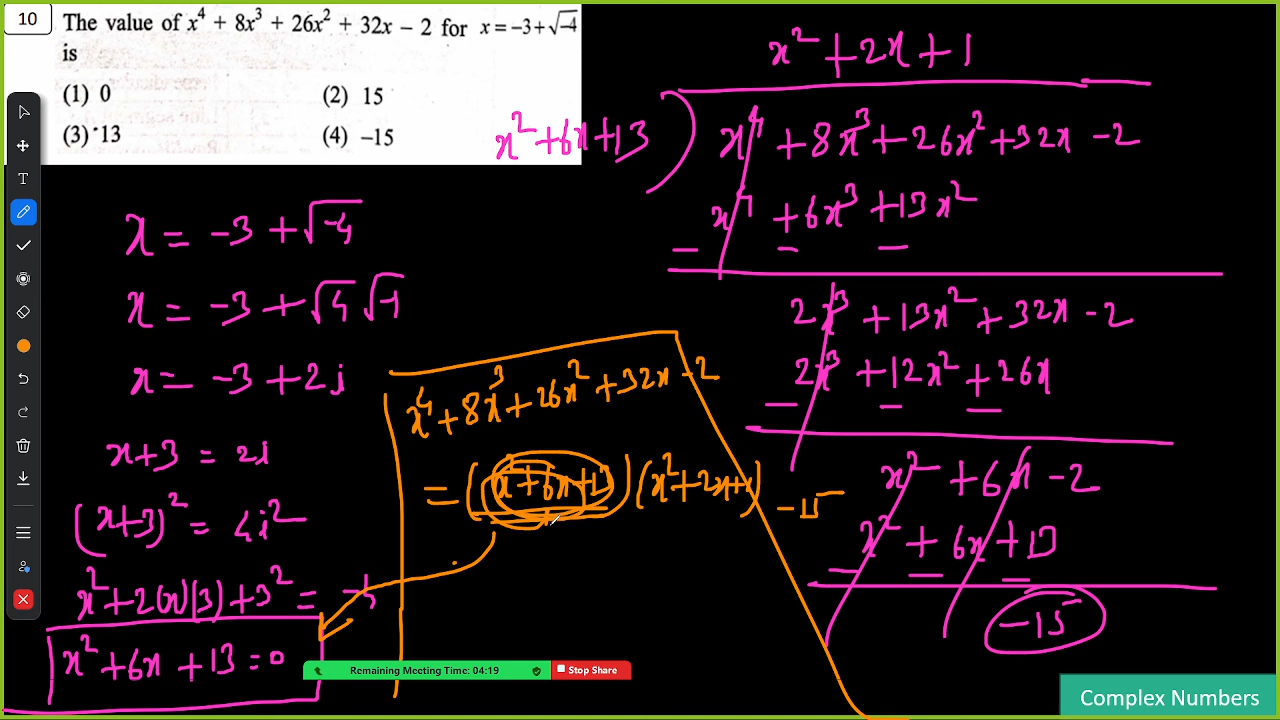 10
The value of x⁴ + 8x³ + 26x² + 32x − 2 for x = −3+√−4
is
(1) 0
(2) 15
(3) 13
(4) −15
x = -3 + √-4
x = -3 + √4 √-1
x = -3 + 2i
x+3 = 2i
(x+3)² = 4i²
x² + 2(x)(3) + 3² = -4
x² + 6x + 13 = 0
x⁴ + 8x³ + 26x² + 32x - 2
= (x² + 6x + 13)(x² + 2x + 1) - 15
x² + 2x + 1
x² + 6x + 13 ) x⁴ + 8x³ + 26x² + 32x - 2
x⁴ + 6x³ + 13x²
− − −
2x³ + 13x² + 32x - 2
2x³ + 12x² + 26x
− − −
x² + 6x - 2
x² + 6x + 13
− − −
-15
T
Remaining Meeting Time: 04:19
Stop Share
Complex Numbers